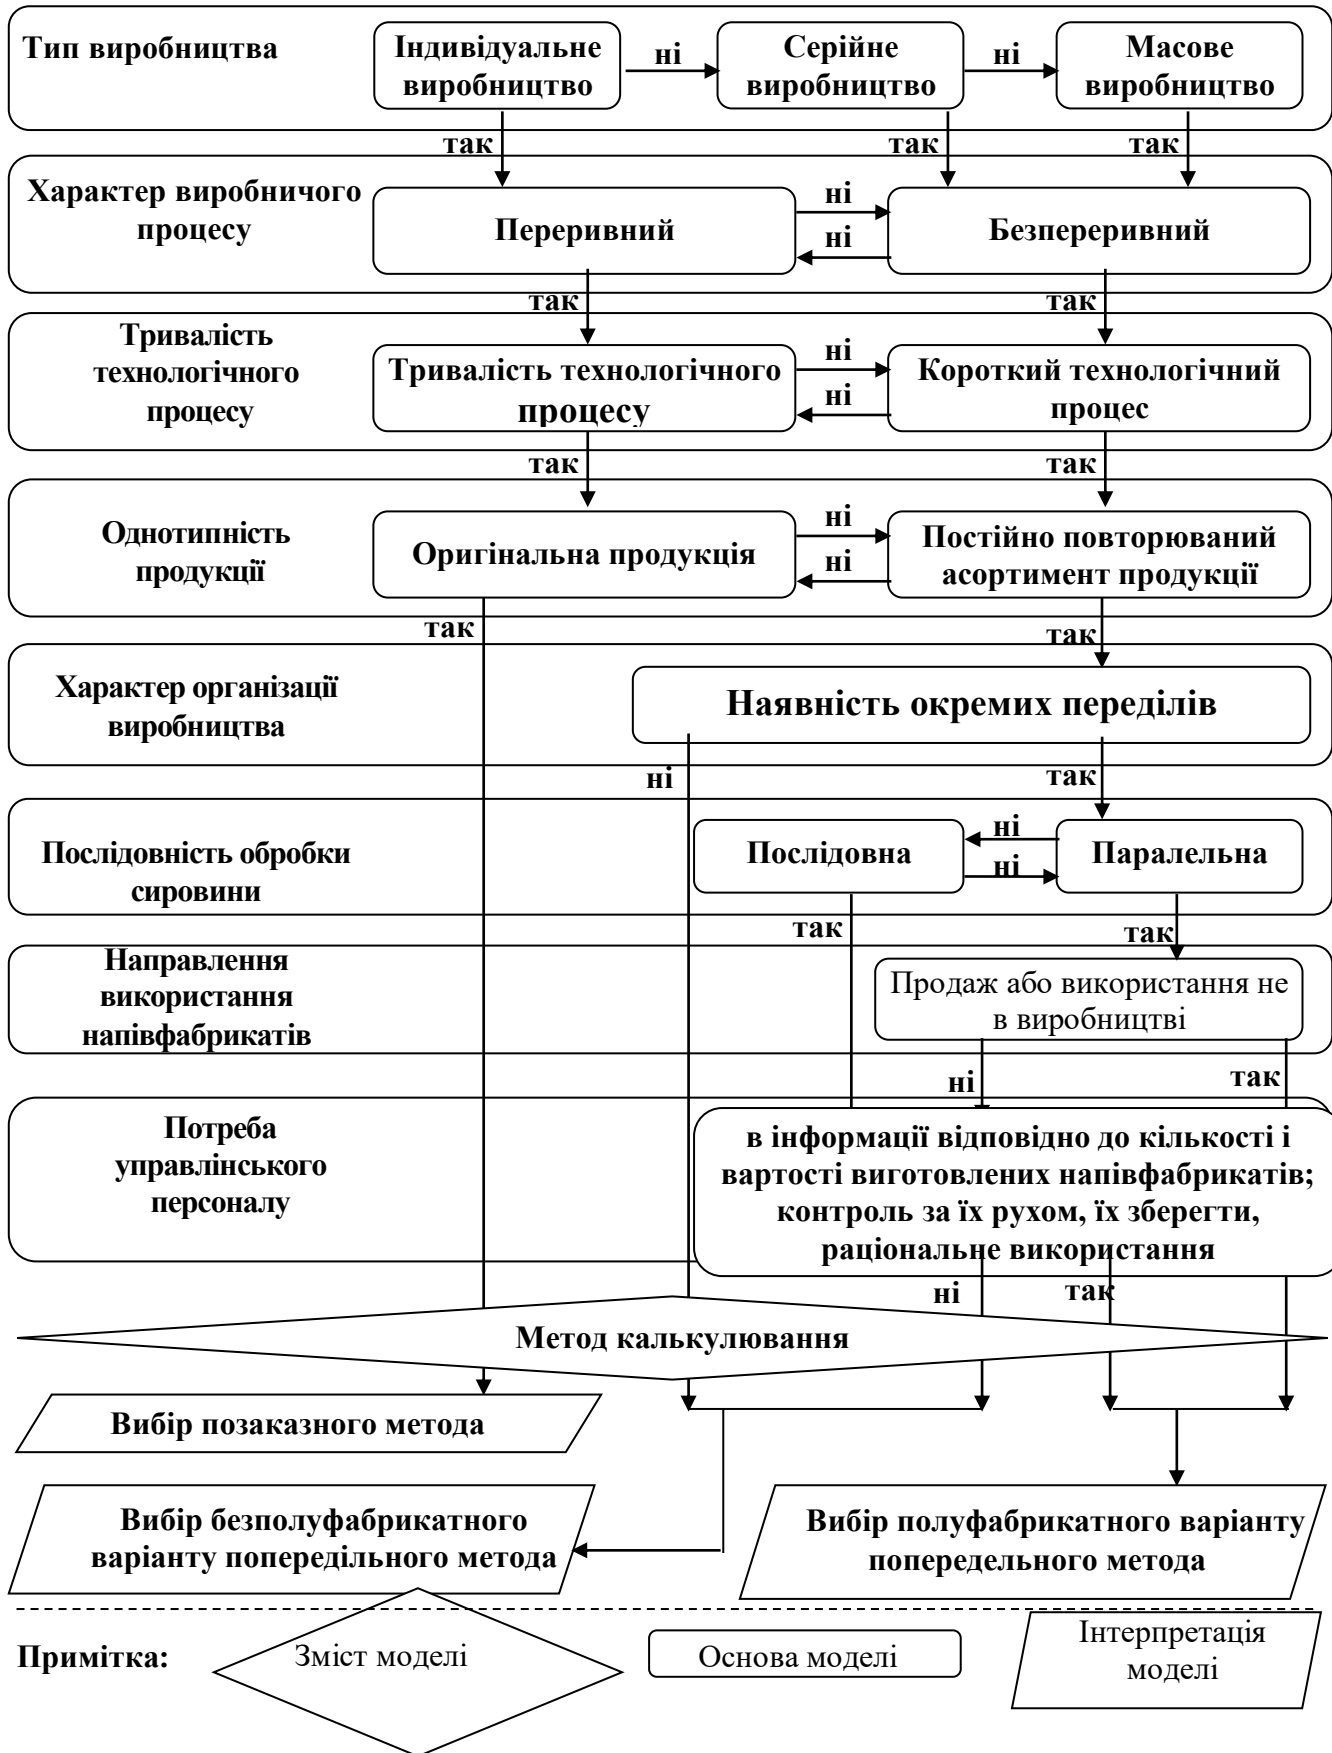 Тип виробництва
Індивідуальне
виробництво
ні
Серійне
виробництво
ні
Масове
виробництво
так
так
так
Характер виробничого
процесу
Переривний
ні
ні
Безпереривний
так
так
Тривалість
технологічного
процесу
Тривалість технологічного
процесу
ні
ні
Короткий технологічний
процес
так
так
Однотипність
продукції
Оригінальна продукція
ні
ні
Постійно повторюваний
асортимент продукції
так
так
Характер організації
виробництва
Наявність окремих переділів
ні
так
Послідовність обробки
сировини
Послідовна
ні
ні
Паралельна
так
так
Направлення
використання
напівфабрикатів
Продаж або використання не
в виробництві
ні
так
Потреба
управлінського
персоналу
в інформації відповідно до кількості і
вартості виготовлених напівфабрикатів;
контроль за їх рухом, їх зберегти,
раціональне використання
ні
так
Метод калькулювання
Вибір позаказного метода
Вибір безполуфабрикатного
варіанту попередільного метода
Вибір полуфабрикатного варіанту
попередельного метода
Примітка:
Зміст моделі
Основа моделі
Інтерпретація
моделі